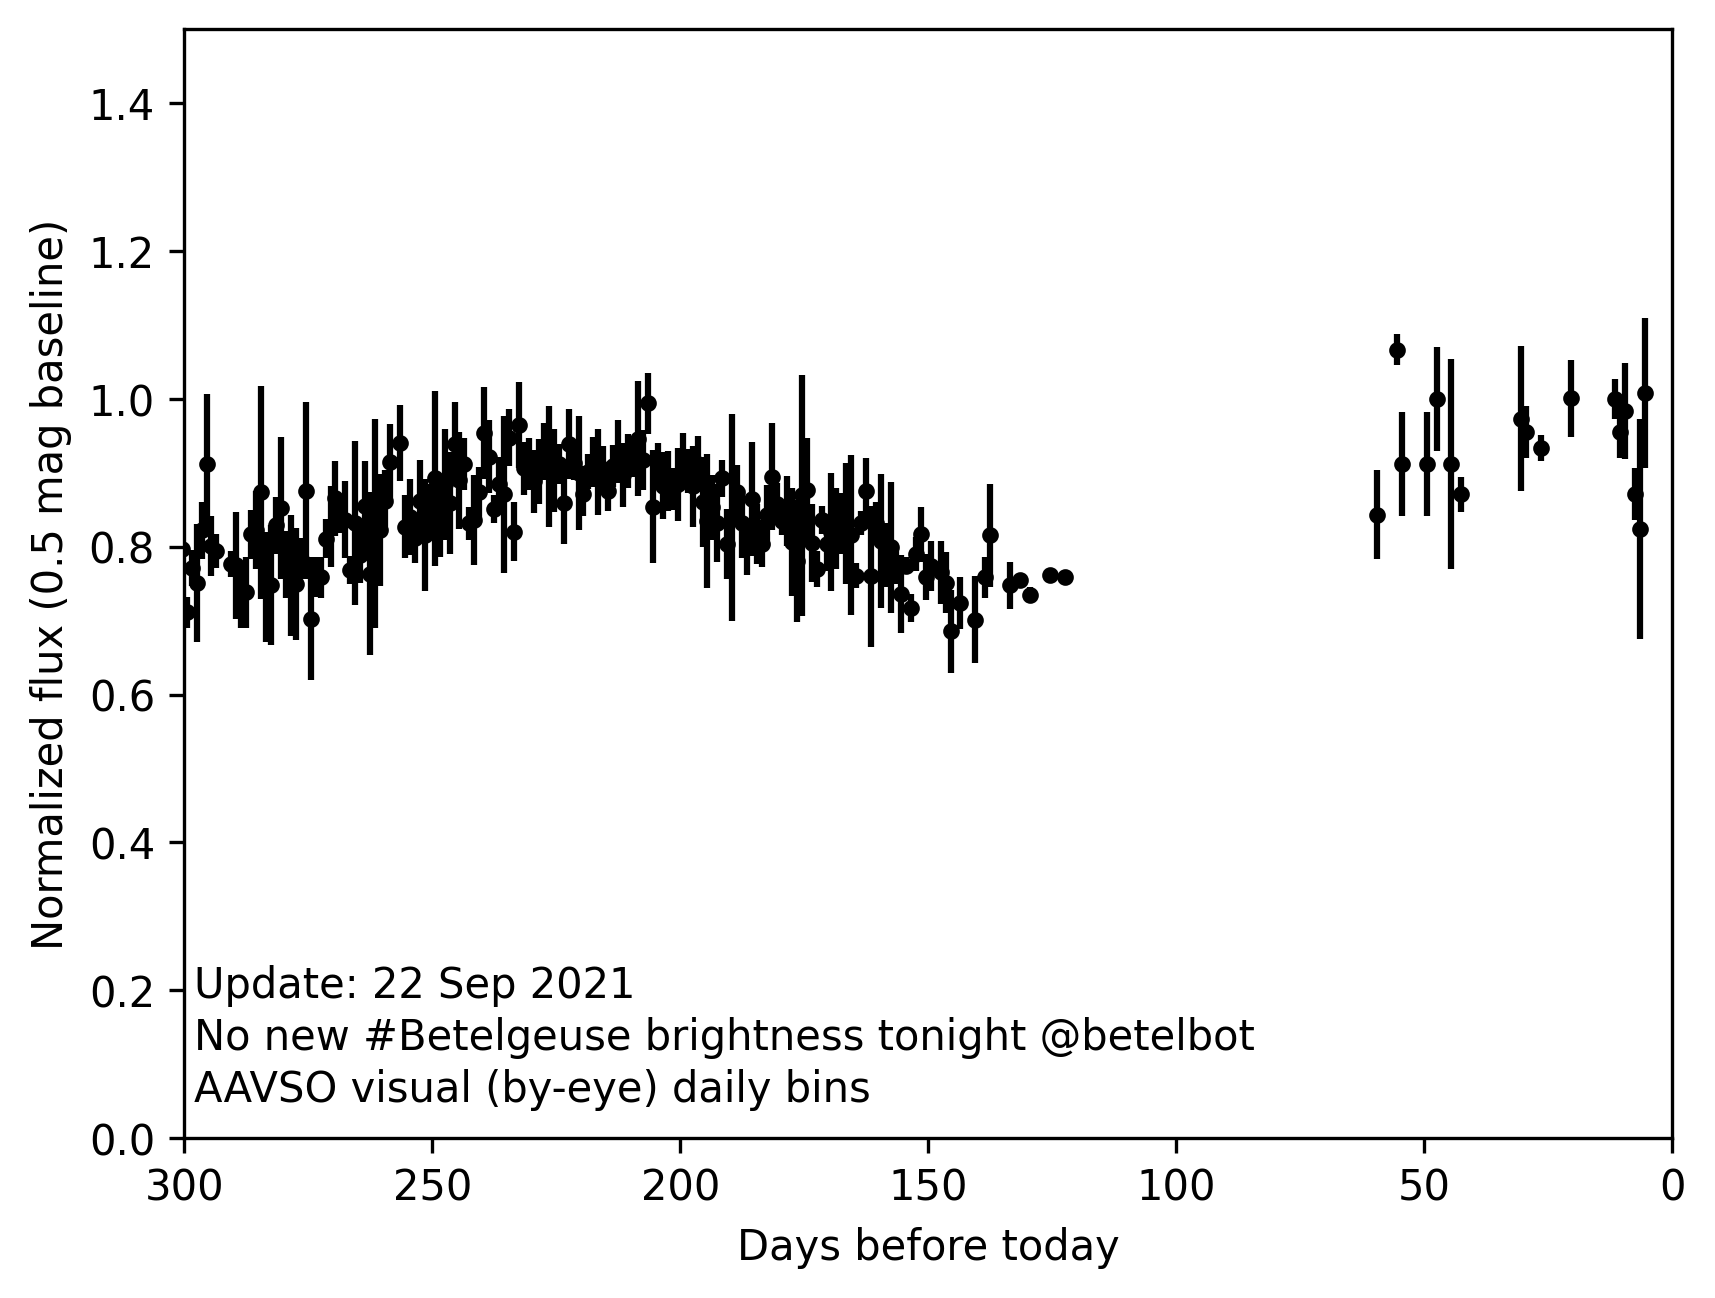 1.4
1.2
1.0
0.8
0.6
0.4
0.2
0.0
Normalized flux (0.5 mag baseline)
Update: 22 Sep 2021
No new #Betelgeuse brightness tonight @betelbot
AAVSO visual (by-eye) daily bins
300 250 200 150 100 50 0
Days before today